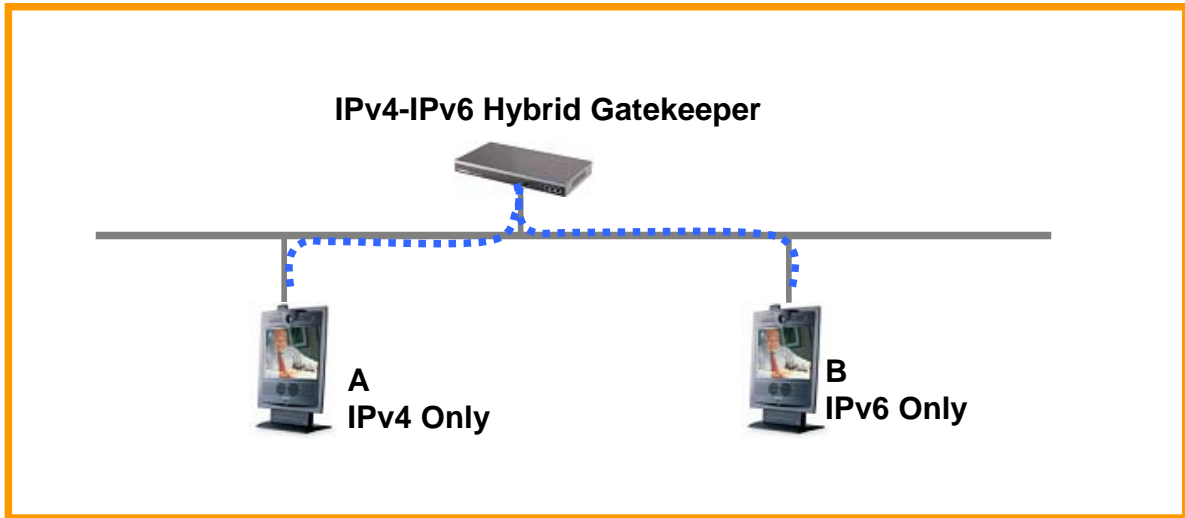 IPv4-IPv6 Hybrid Gatekeeper
A
IPv4 Only
B
IPv6 Only